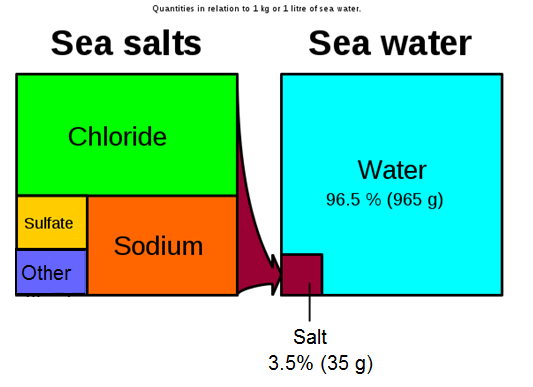 Quantities in relation to 1 kg or 1 litre of sea water.
Sea salts
Sea water
Chloride
Water
96.5 % (965 g)
Sulfate
Sodium
Other
Salt
3.5% (35 g)